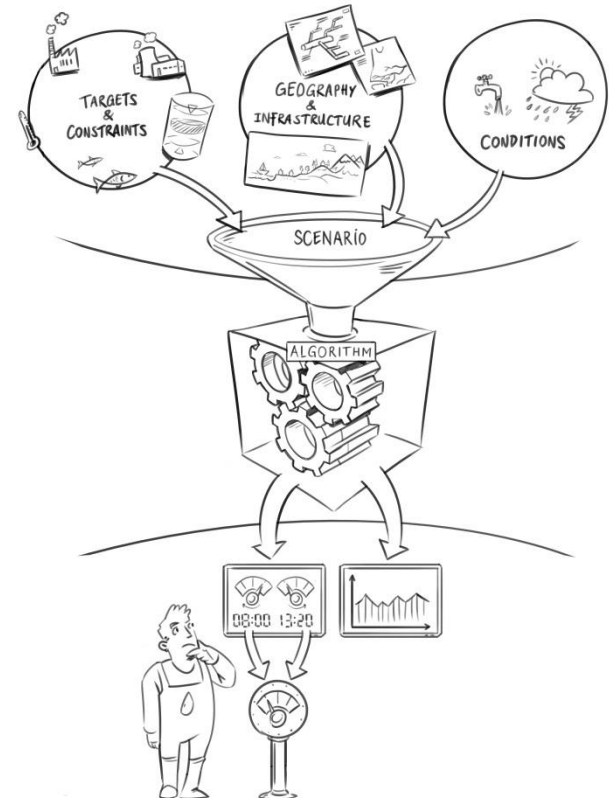 TARGETS
&
CONSTRAINTS
GEOGRAPHY
&
INFRASTRUCTURE
CONDITIONS
SCENARIO
ALGORITHM
08:00 13:20